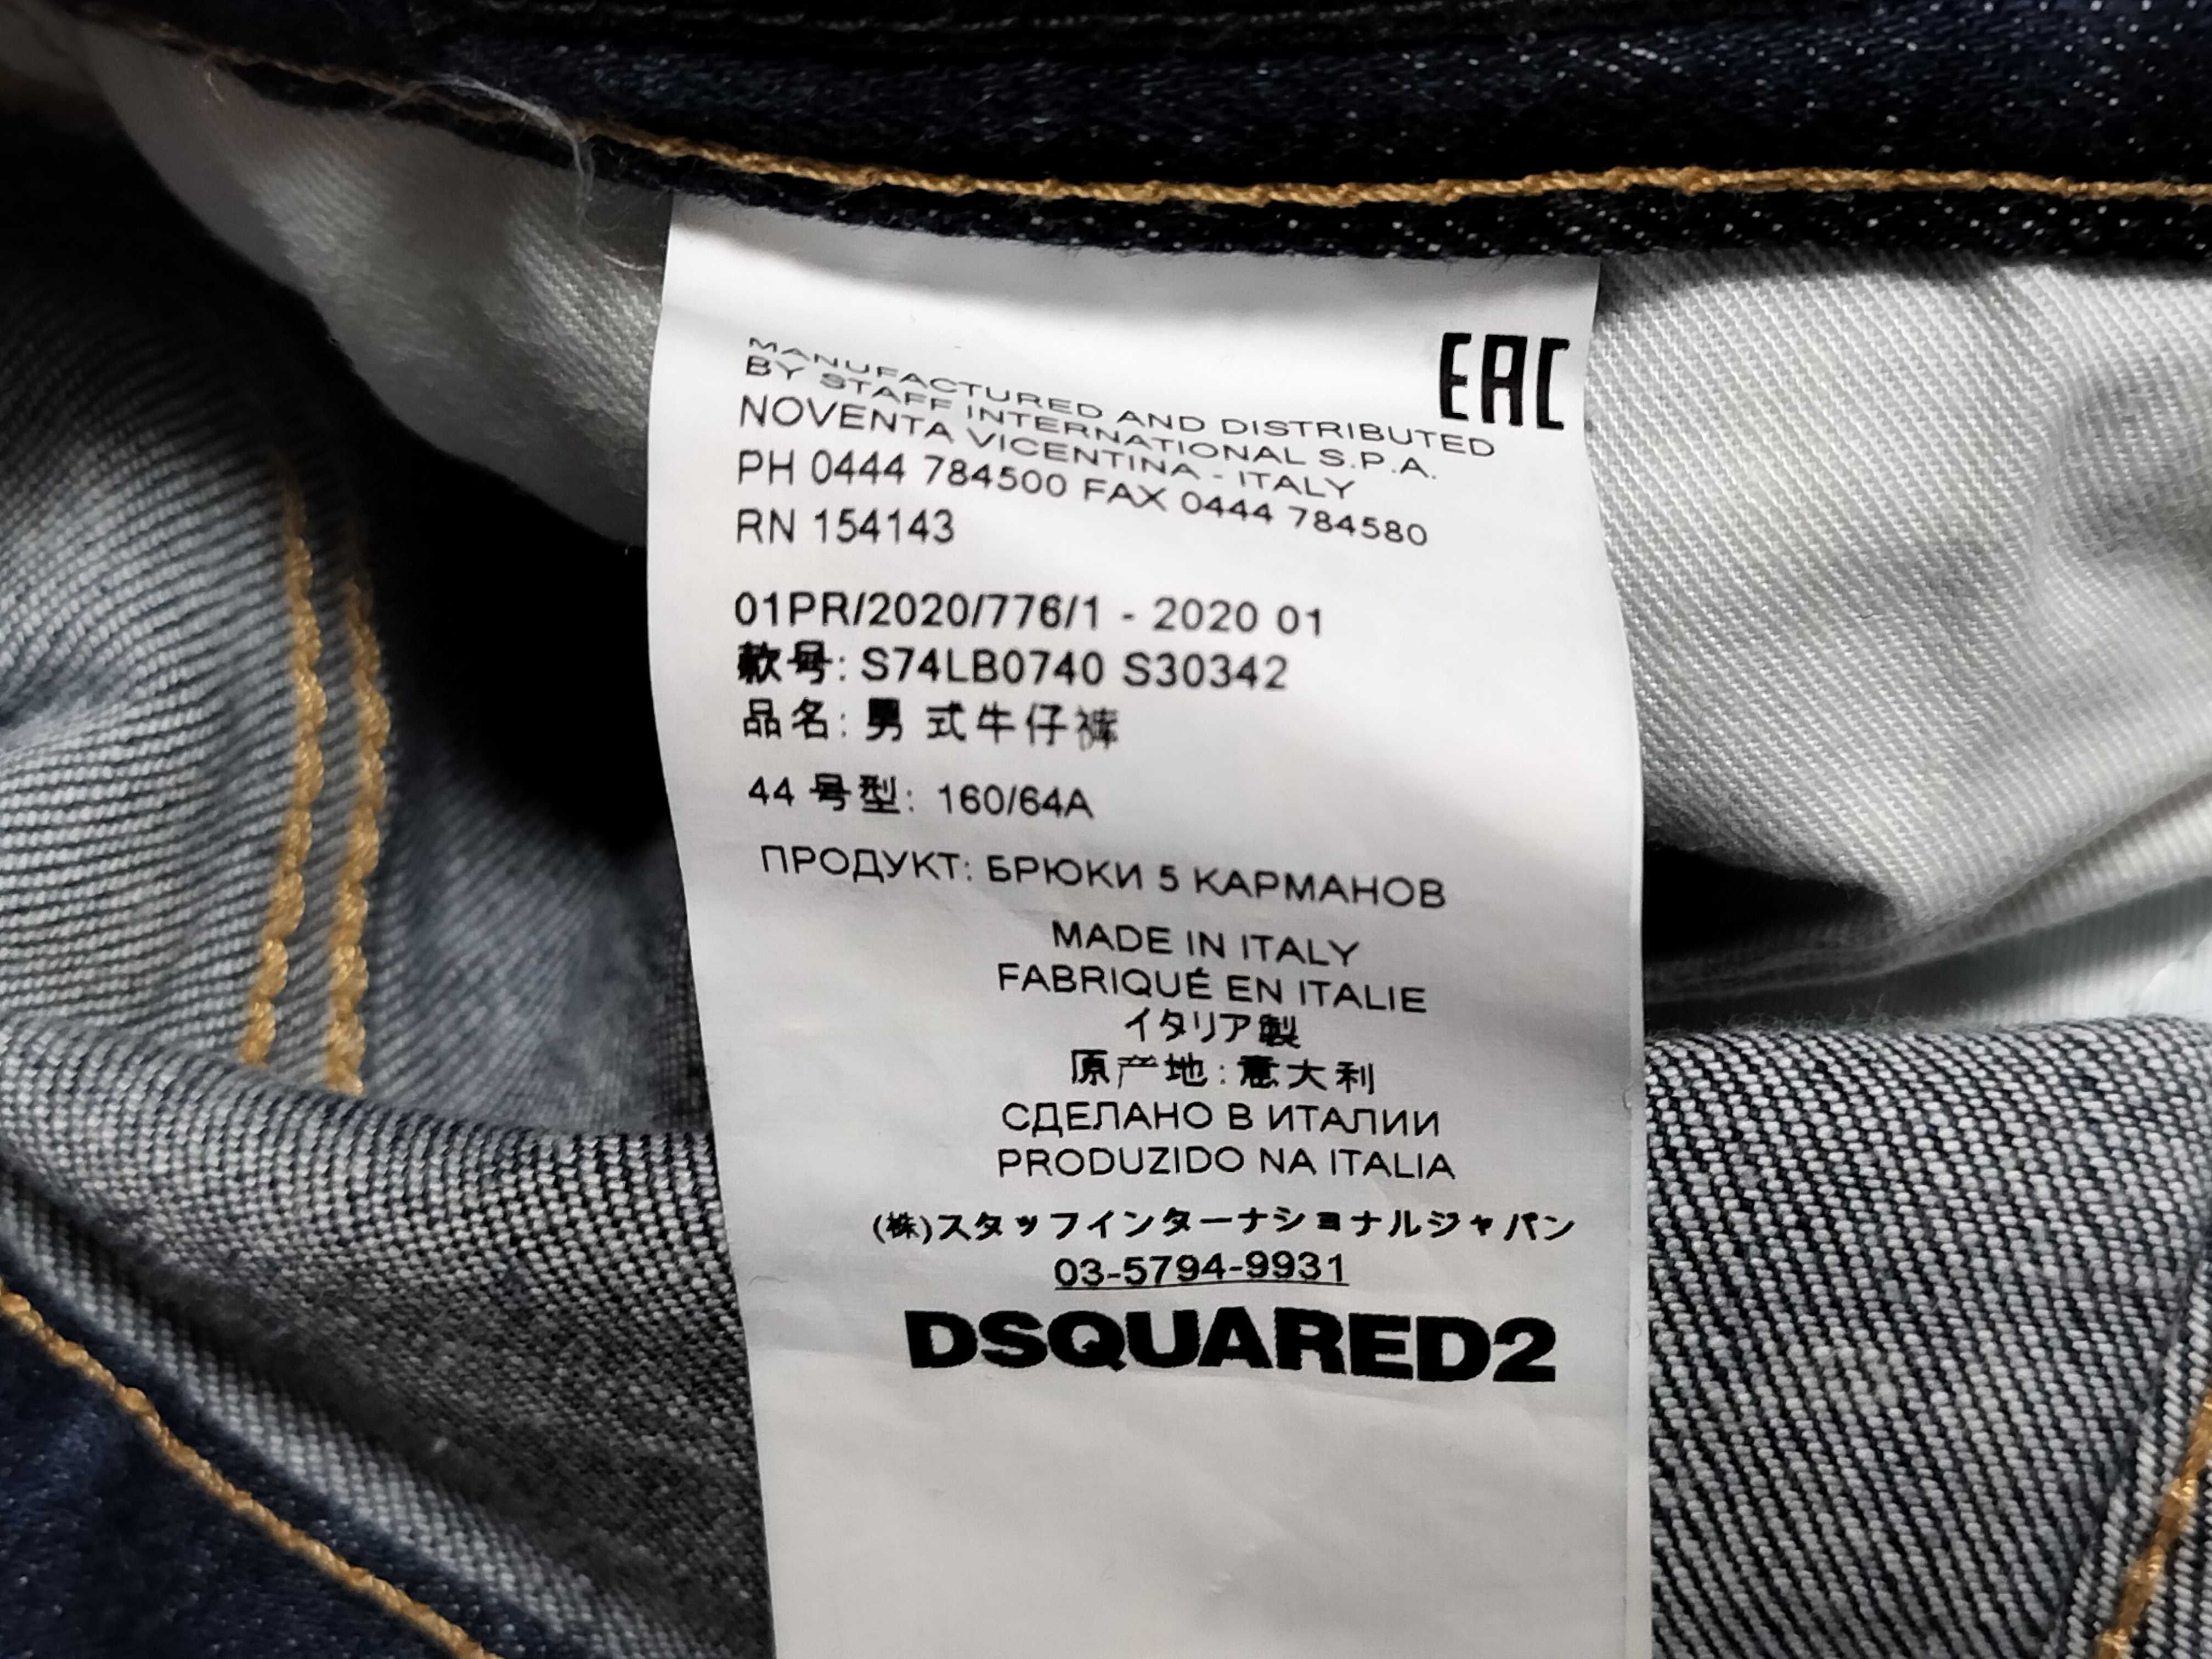 EAC
MANUFACTURED AND DISTRIBUTED
BY STAFF INTERNATIONAL S.P.A.
NOVENTA VICENTINA - ITALY
PH 0444 784500 FAX 0444 784580
RN 154143
01PR/2020/776/1 - 2020 01
款号: S74LB0740 S30342
品名: 男式牛仔裤
44 号型: 160/64A
ПРОДУКТ: БРЮКИ 5 КАРМАНОВ
MADE IN ITALY
FABRIQUÉ EN ITALIE
イタリア製
原产地: 意大利
СДЕЛАНО В ИТАЛИИ
PRODUZIDO NA ITALIA
(株)スタッフインターナショナルジャパン
03-5794-9931
DSQUARED2